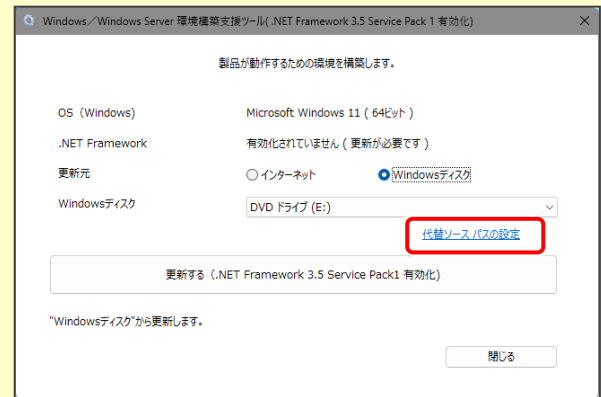 Windows／Windows Server 環境構築支援ツール( .NET Framework 3.5 Service Pack 1 有効化)
製品が動作するための環境を構築します。
OS（Windows） Microsoft Windows 11 ( 64ビット )
.NET Framework 有効化されていません ( 更新が必要です )
更新元 インターネット Windowsディスク
Windowsディスク DVD ドライブ (E:)
代替ソース パスの設定
更新する（.NET Framework 3.5 Service Pack1 有効化)
"Windowsディスク"から更新します。
閉じる